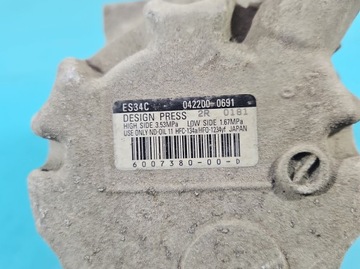 ES34C 042200-0691
DESIGN PRESS 2R 0181
HIGH SIDE 3.53MPa LOW SIDE 1.67MPa
USE ONLY ND-OIL 11 HFC-134a/HFO-1234yf JAPAN
6007380-00-D